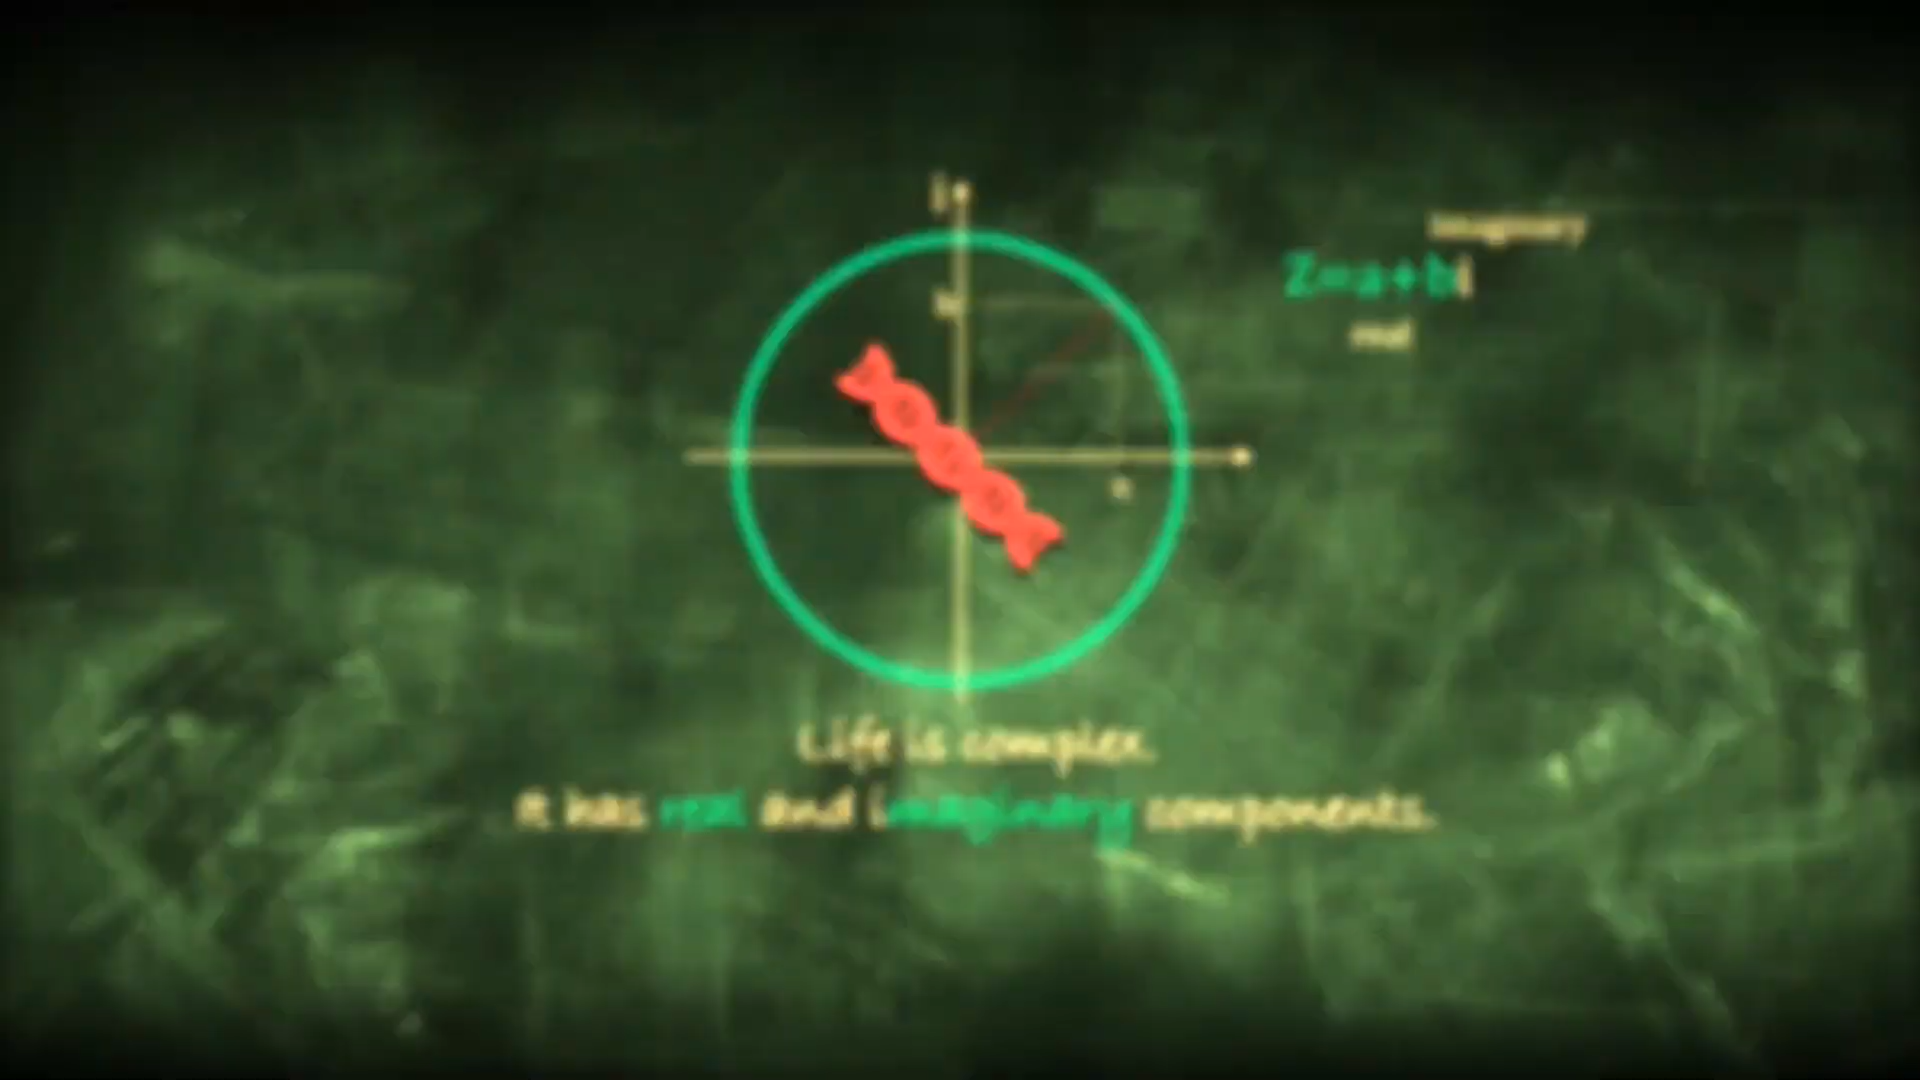 i
imaginary
Z=a+bi
b
real
a
Life is complex.
It has real and imaginary components.